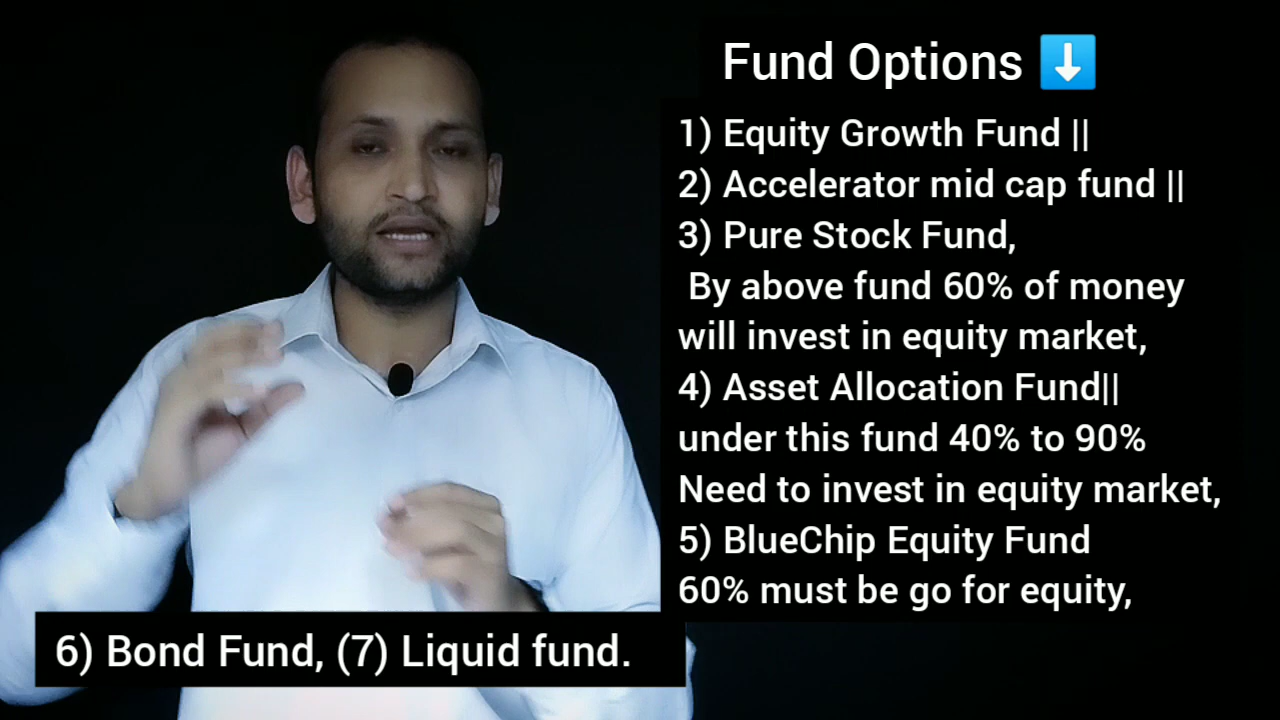 Fund Options ⬇️
1) Equity Growth Fund ||
2) Accelerator mid cap fund ||
3) Pure Stock Fund,
By above fund 60% of money
will invest in equity market,
4) Asset Allocation Fund||
under this fund 40% to 90%
Need to invest in equity market,
5) BlueChip Equity Fund
60% must be go for equity,
6) Bond Fund, (7) Liquid fund.